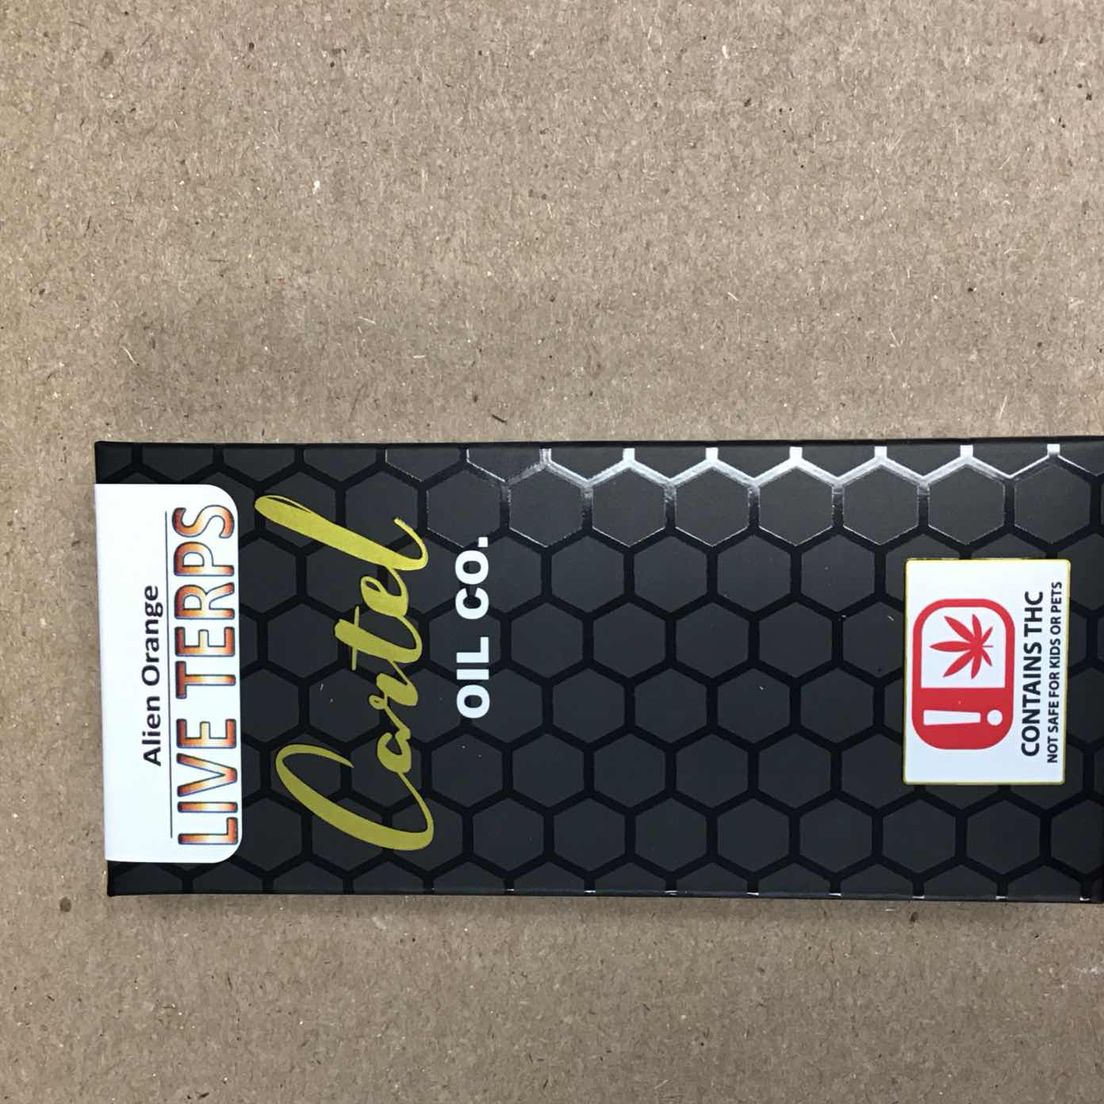 Alien Orange
LIVE TERPS
Cartel
OIL CO.
CONTAINS THC
NOT SAFE FOR KIDS OR PETS